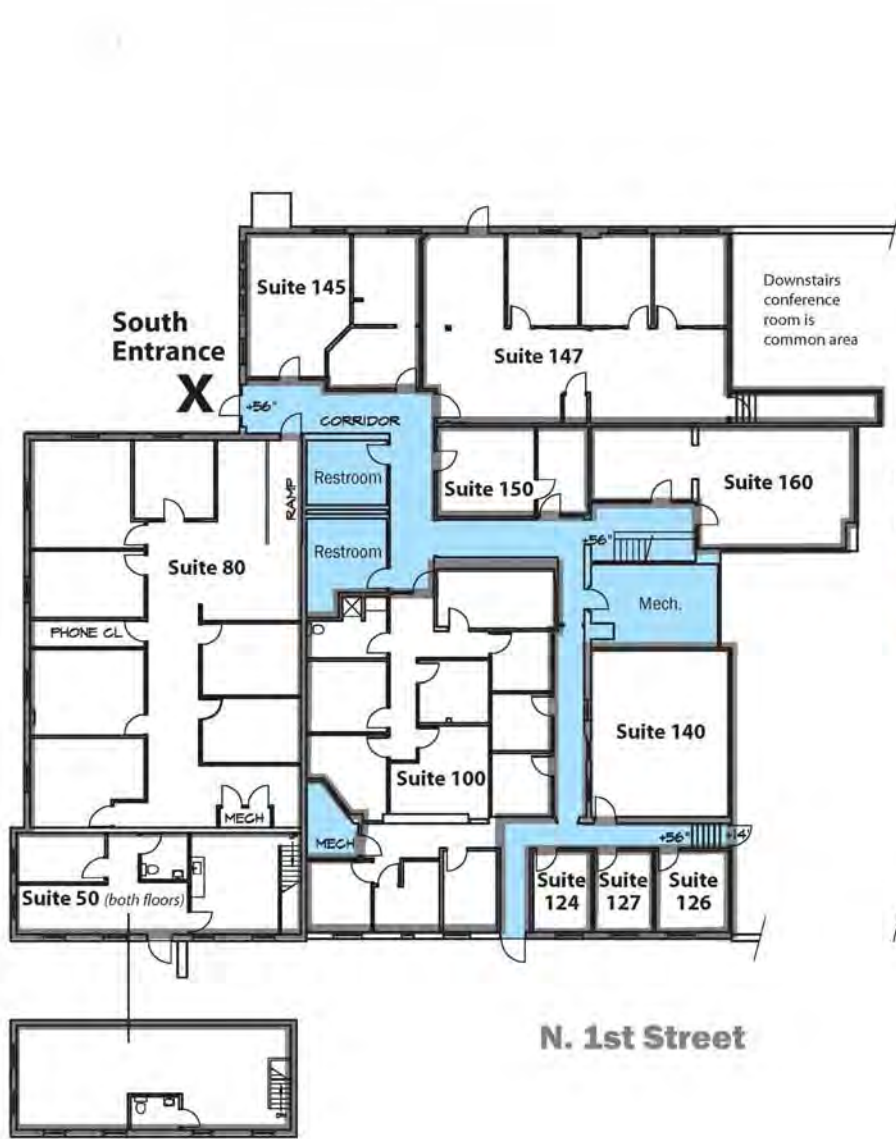 Suite 145
Downstairs
conference
room is
common area
South
Entrance
X
Suite 147
+56"
CORRIDOR
Restroom
RAMP
Suite 150
Suite 160
Restroom
+56"
Suite 80
Mech.
PHONE CL
Suite 140
Suite 100
MECH
MECH
+56"
+14'
Suite 50 (both floors)
Suite
124
Suite
127
Suite
126
N. 1st Street